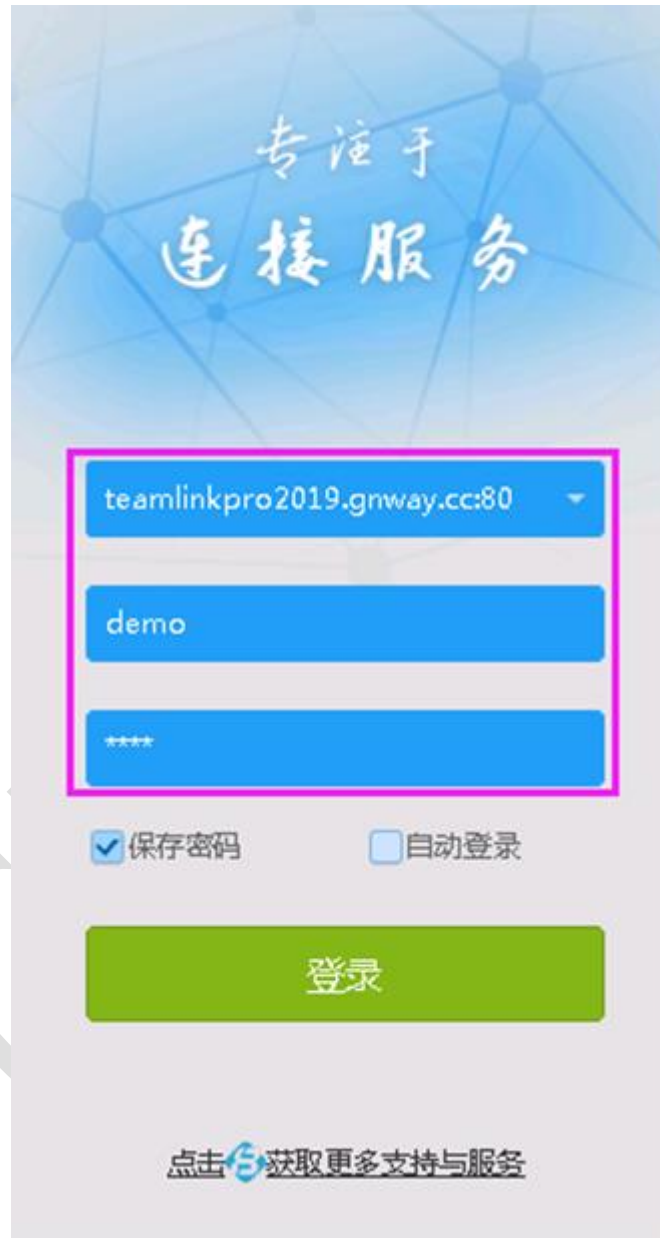 专注于
连接服务
teamlinkpro2019.gnway.cc:80
demo
****
保存密码 自动登录
登录
点击获取更多支持与服务